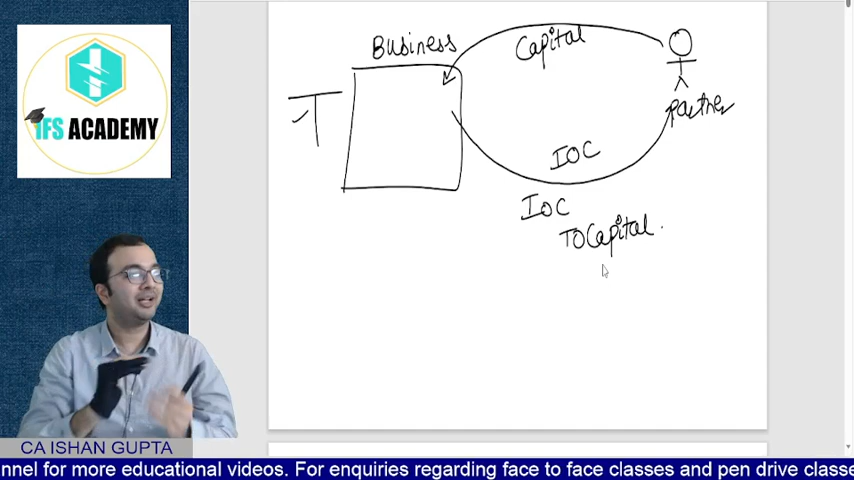 Business
Capital
partner
IOC
IOC
TO Capital.
IFS ACADEMY
CA ISHAN GUPTA
nnel for more educational videos. For enquiries regarding face to face classes and pen drive classe